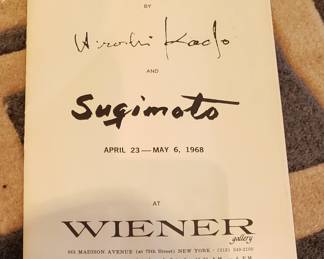 BY
Hiroshi Kado
AND
Sugimoto
APRIL 23 — MAY 6, 1968
AT
WIENER
gallery
MADISON AVENUE (at 75th Street) NEW YORK